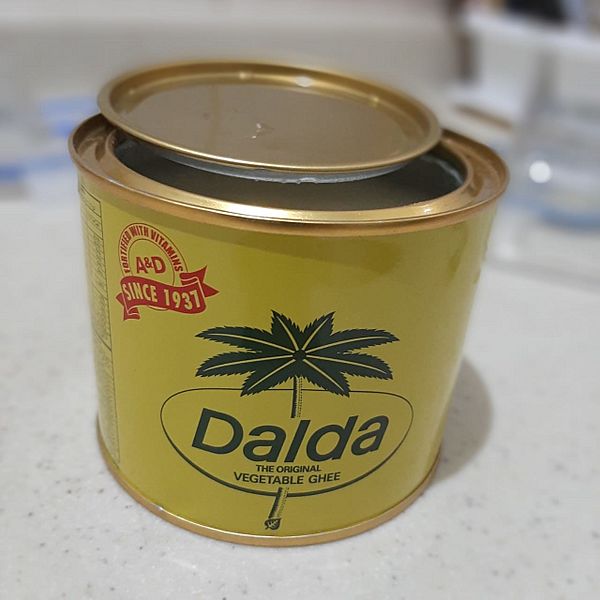 FORTIFIED WITH VITAMINS
A&D
SINCE 1937
Dalda
THE ORIGINAL
VEGETABLE GHEE